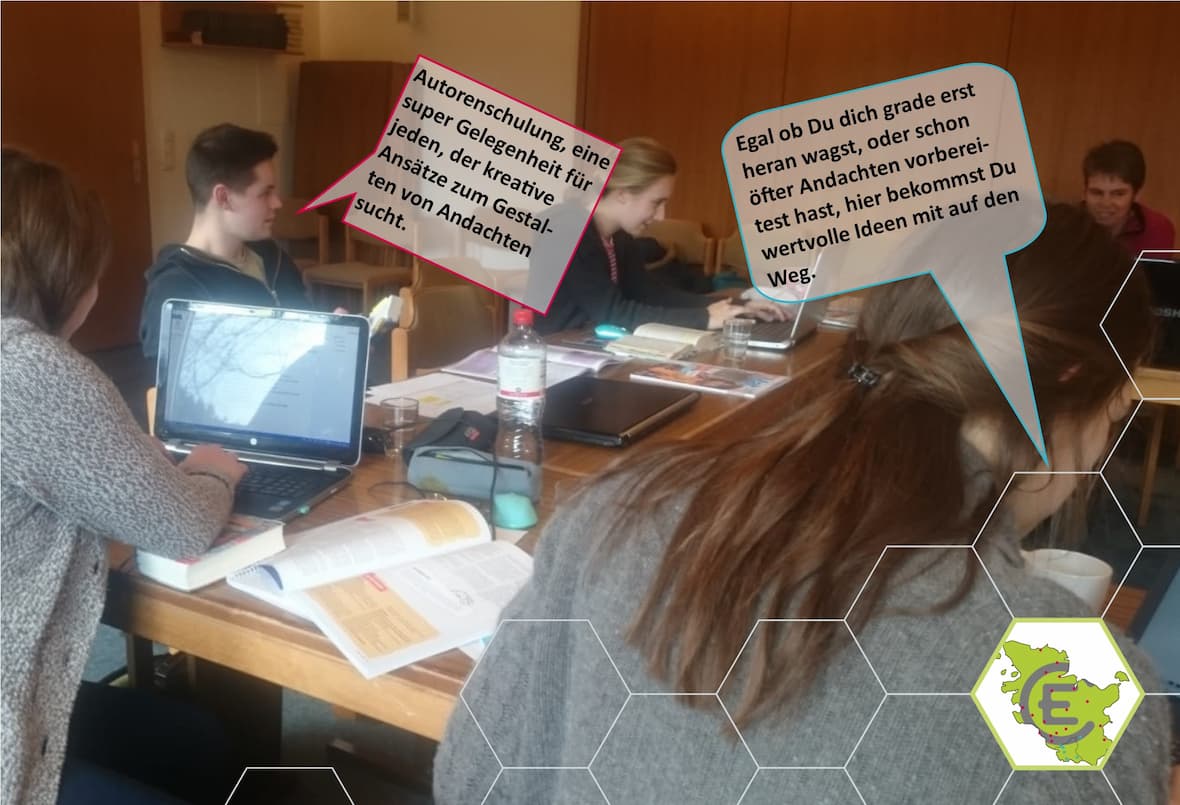 Autorenschulung, eine
super Gelegenheit für
jeden, der kreative
Ansätze zum Gestal-
ten von Andachten
sucht.
Egal ob Du dich grade erst
heran wagst, oder schon
öfter Andachten vorberei-
test hast, hier bekommst Du
wertvolle Ideen mit auf den
Weg.
EC